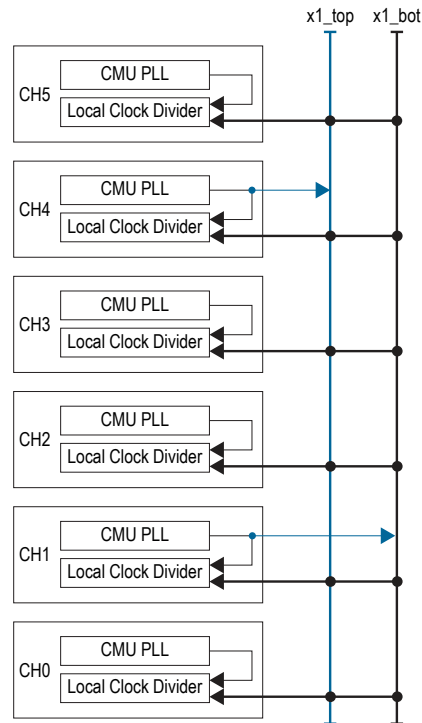 x1_top x1_bot
CMU PLL
CH5
Local Clock Divider
CMU PLL
CH4
Local Clock Divider
CMU PLL
CH3
Local Clock Divider
CMU PLL
CH2
Local Clock Divider
CMU PLL
CH1
Local Clock Divider
CMU PLL
CH0
Local Clock Divider